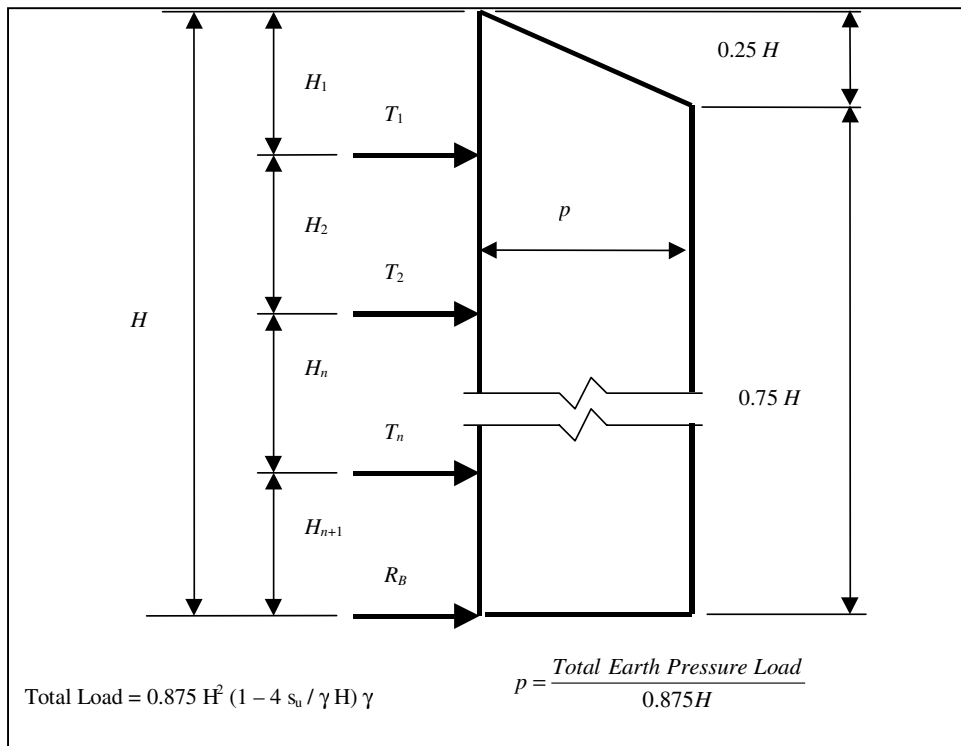 0.25 H
H₁
T₁
p
H₂
T₂
H
Hₙ
0.75 H
Tₙ
Hₙ₊₁
R_B
Total Load = 0.875 H² (1 – 4 sᵤ / γ H) γ
p = Total Earth Pressure Load / 0.875H